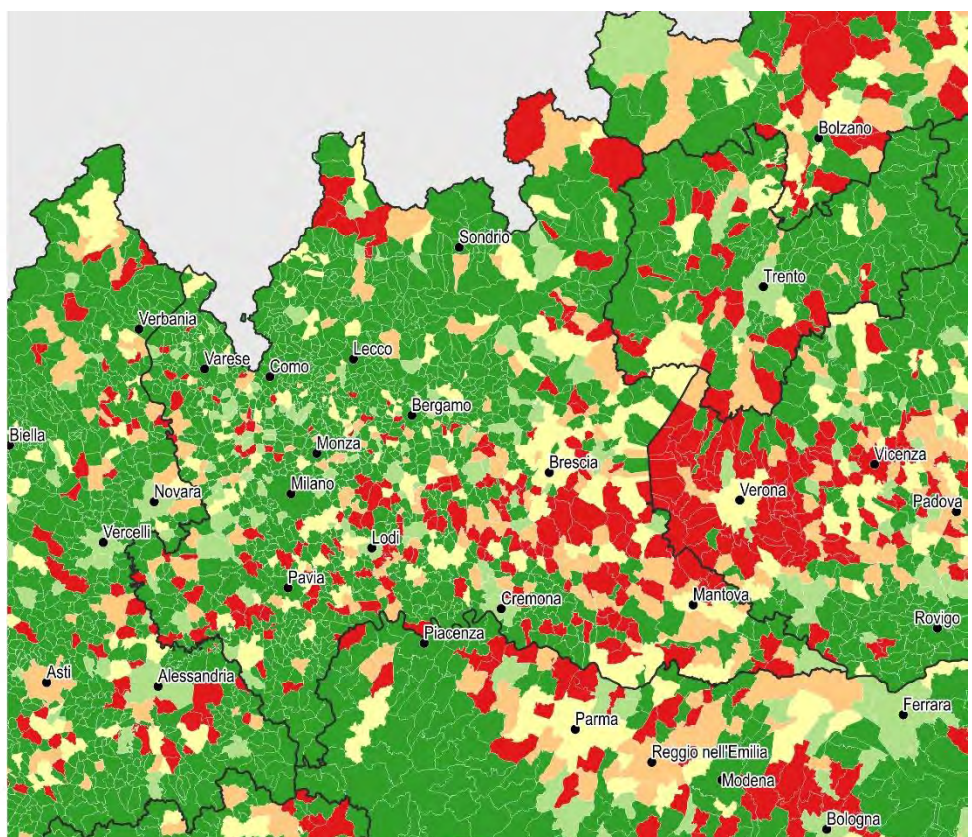 Bolzano
Sondrio
Trento
Verbania
Varese
Como
Lecco
Bergamo
Biella
Monza
Brescia
Vicenza
Milano
Verona
Novara
Padova
Vercelli
Lodi
Pavia
Cremona
Mantova
Piacenza
Rovigo
Asti
Alessandria
Parma
Ferrara
Reggio nell'Emilia
Modena
Bologna